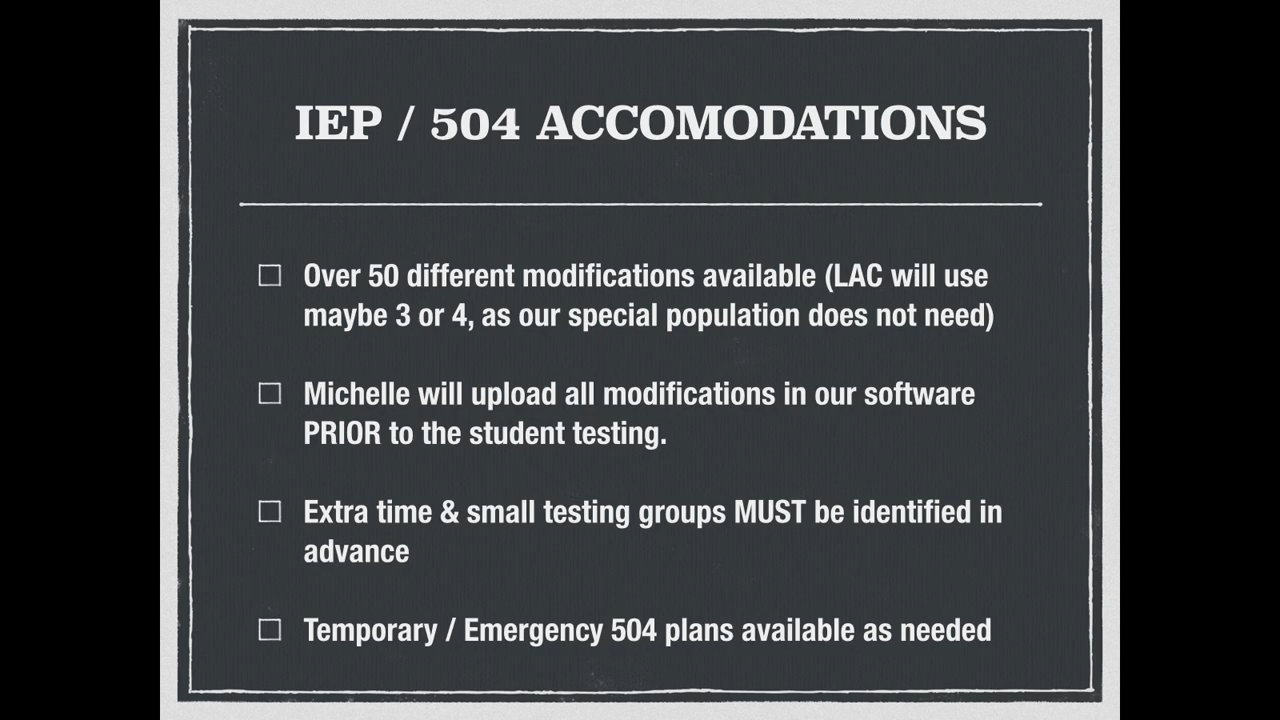 IEP / 504 ACCOMODATIONS
Over 50 different modifications available (LAC will use
maybe 3 or 4, as our special population does not need)
Michelle will upload all modifications in our software
PRIOR to the student testing.
Extra time & small testing groups MUST be identified in
advance
Temporary / Emergency 504 plans available as needed